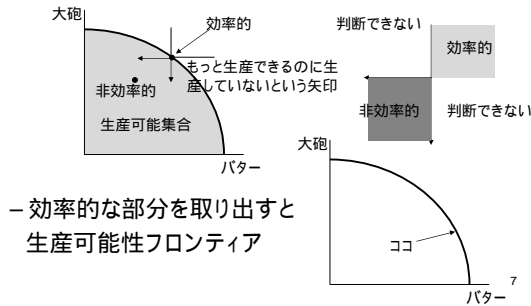 大砲
効率的
もっと生産できるのに生
産していないという矢印
非効率的
生産可能集合
バター
判断できない
効率的
非効率的
判断できない
大砲
ココ
バター
– 効率的な部分を取り出すと
生産可能性フロンティア
7